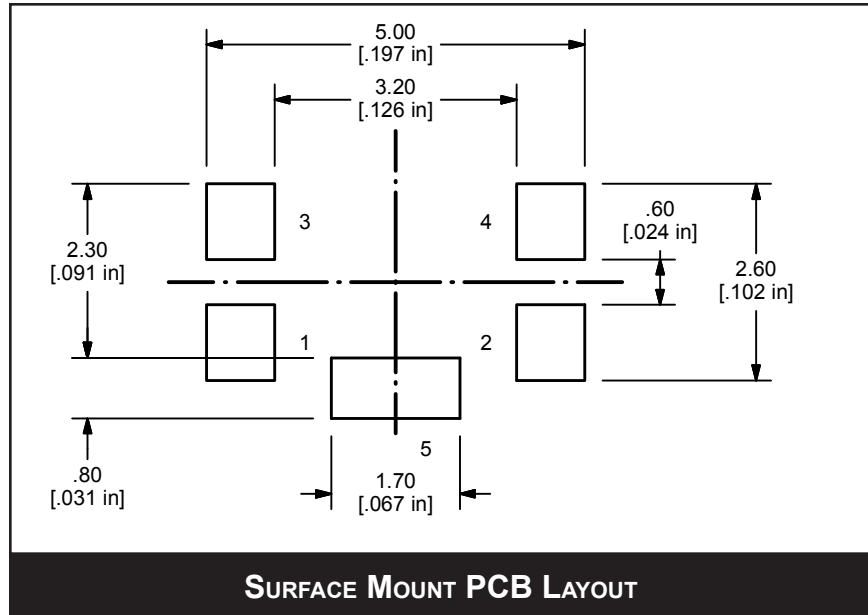 5.00
[.197 in]
3.20
[.126 in]
3
4
.60
[.024 in]
2.30
[.091 in]
2.60
[.102 in]
1
2
5
.80
[.031 in]
1.70
[.067 in]
SURFACE MOUNT PCB LAYOUT